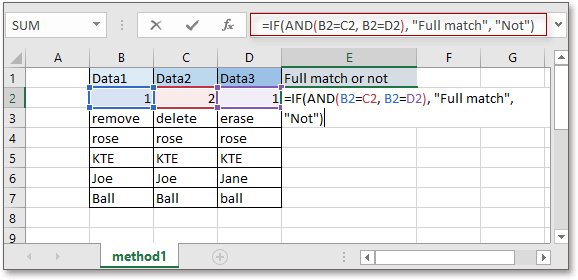 SUM =IF(AND(B2=C2, B2=D2), "Full match", "Not")
A B C D E F G
1 Data1 Data2 Data3 Full match or not
2 1 2 1 =IF(AND(B2=C2, B2=D2), "Full match",
"Not")
3 remove delete erase
4 rose rose rose
5 KTE KTE KTE
6 Joe Joe Jane
7 Ball Ball ball
8
9
method1